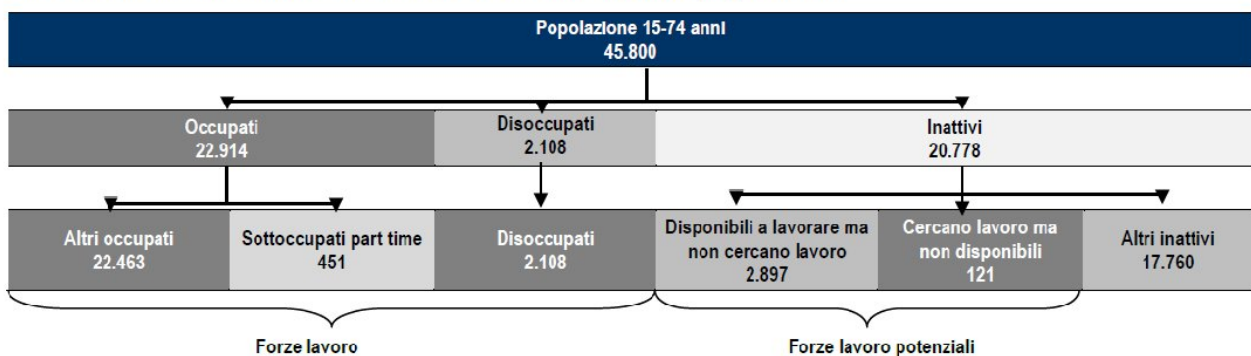 Popolazione 15-74 anni
45.800
Occupati
22.914
Disoccupati
2.108
Inattivi
20.778
Altri occupati
22.463
Sottoccupati part time
451
Disoccupati
2.108
Disponibili a lavorare ma
non cercano lavoro
2.897
Cercano lavoro ma
non disponibili
121
Altri inattivi
17.760
Forze lavoro
Forze lavoro potenziali